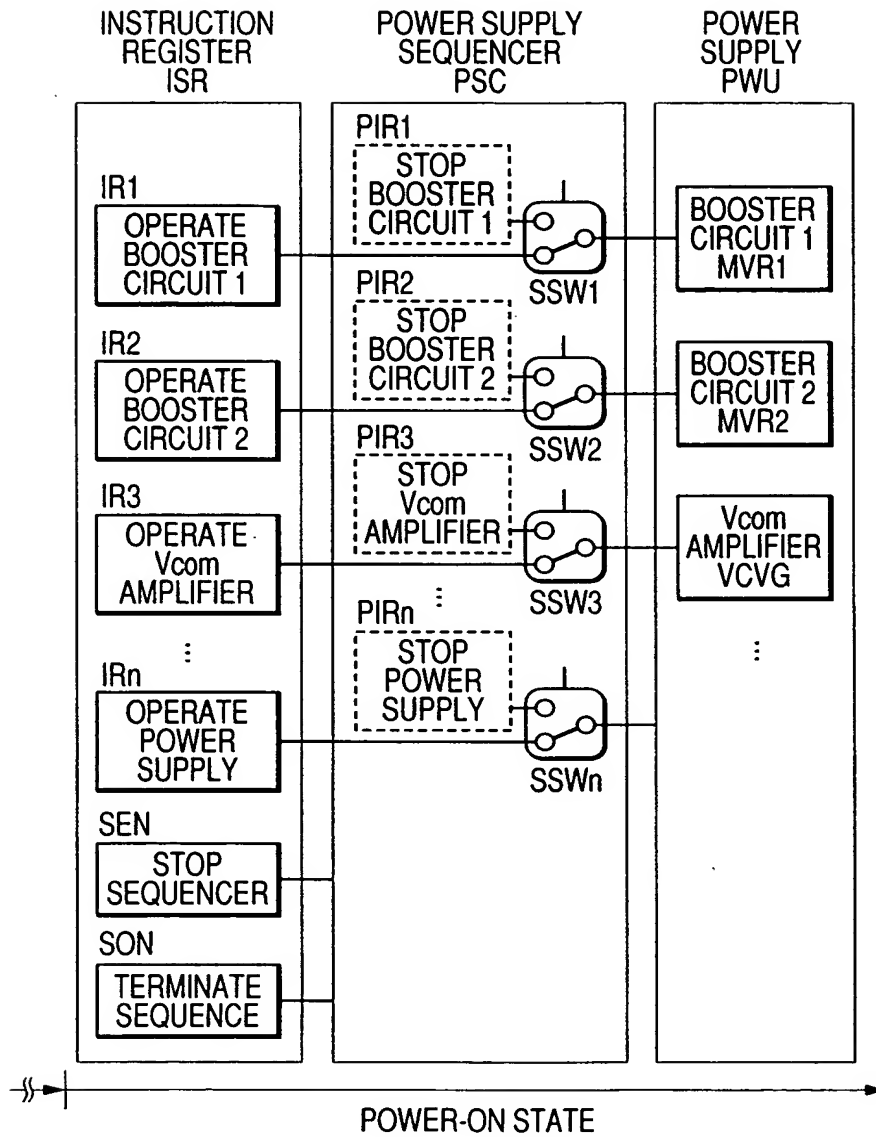 INSTRUCTION
REGISTER
ISR
POWER SUPPLY
SEQUENCER
PSC
POWER
SUPPLY
PWU
IR1
OPERATE
BOOSTER
CIRCUIT 1
PIR1
STOP
BOOSTER
CIRCUIT 1
SSW1
BOOSTER
CIRCUIT 1
MVR1
IR2
OPERATE
BOOSTER
CIRCUIT 2
PIR2
STOP
BOOSTER
CIRCUIT 2
SSW2
BOOSTER
CIRCUIT 2
MVR2
IR3
OPERATE
Vcom
AMPLIFIER
PIR3
STOP
Vcom
AMPLIFIER
SSW3
Vcom
AMPLIFIER
VCVG
IRn
OPERATE
POWER
SUPPLY
PIRn
STOP
POWER
SUPPLY
SSWn
SEN
STOP
SEQUENCER
SON
TERMINATE
SEQUENCE
POWER-ON STATE